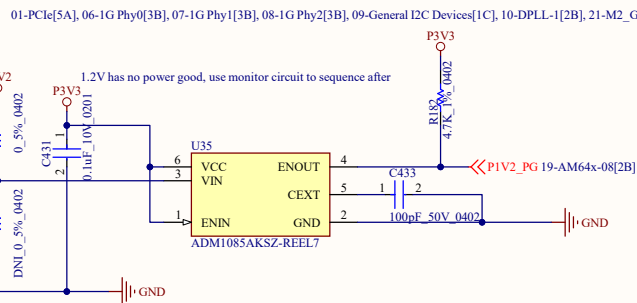 01-PCIe[5A], 06-1G Phy0[3B], 07-1G Phy1[3B], 08-1G Phy2[3B], 09-General I2C Devices[1C], 10-DPLL-1[2B], 21-M2_G
P3V3
V2
1.2V has no power good, use monitor circuit to sequence after
P3V3
0_5%_0402
C431
1
2
0.1uF_10V_0201
R182
4.7K_1%_0402
U35
6 VCC
3 VIN
1 ENIN
ENOUT 4
CEXT 5
GND 2
ADM1085AKSZ-REEL7
C433
1 2
100pF_50V_0402
P1V2_PG 19-AM64x-08[2B]
GND
DNI_0_5%_0402
GND